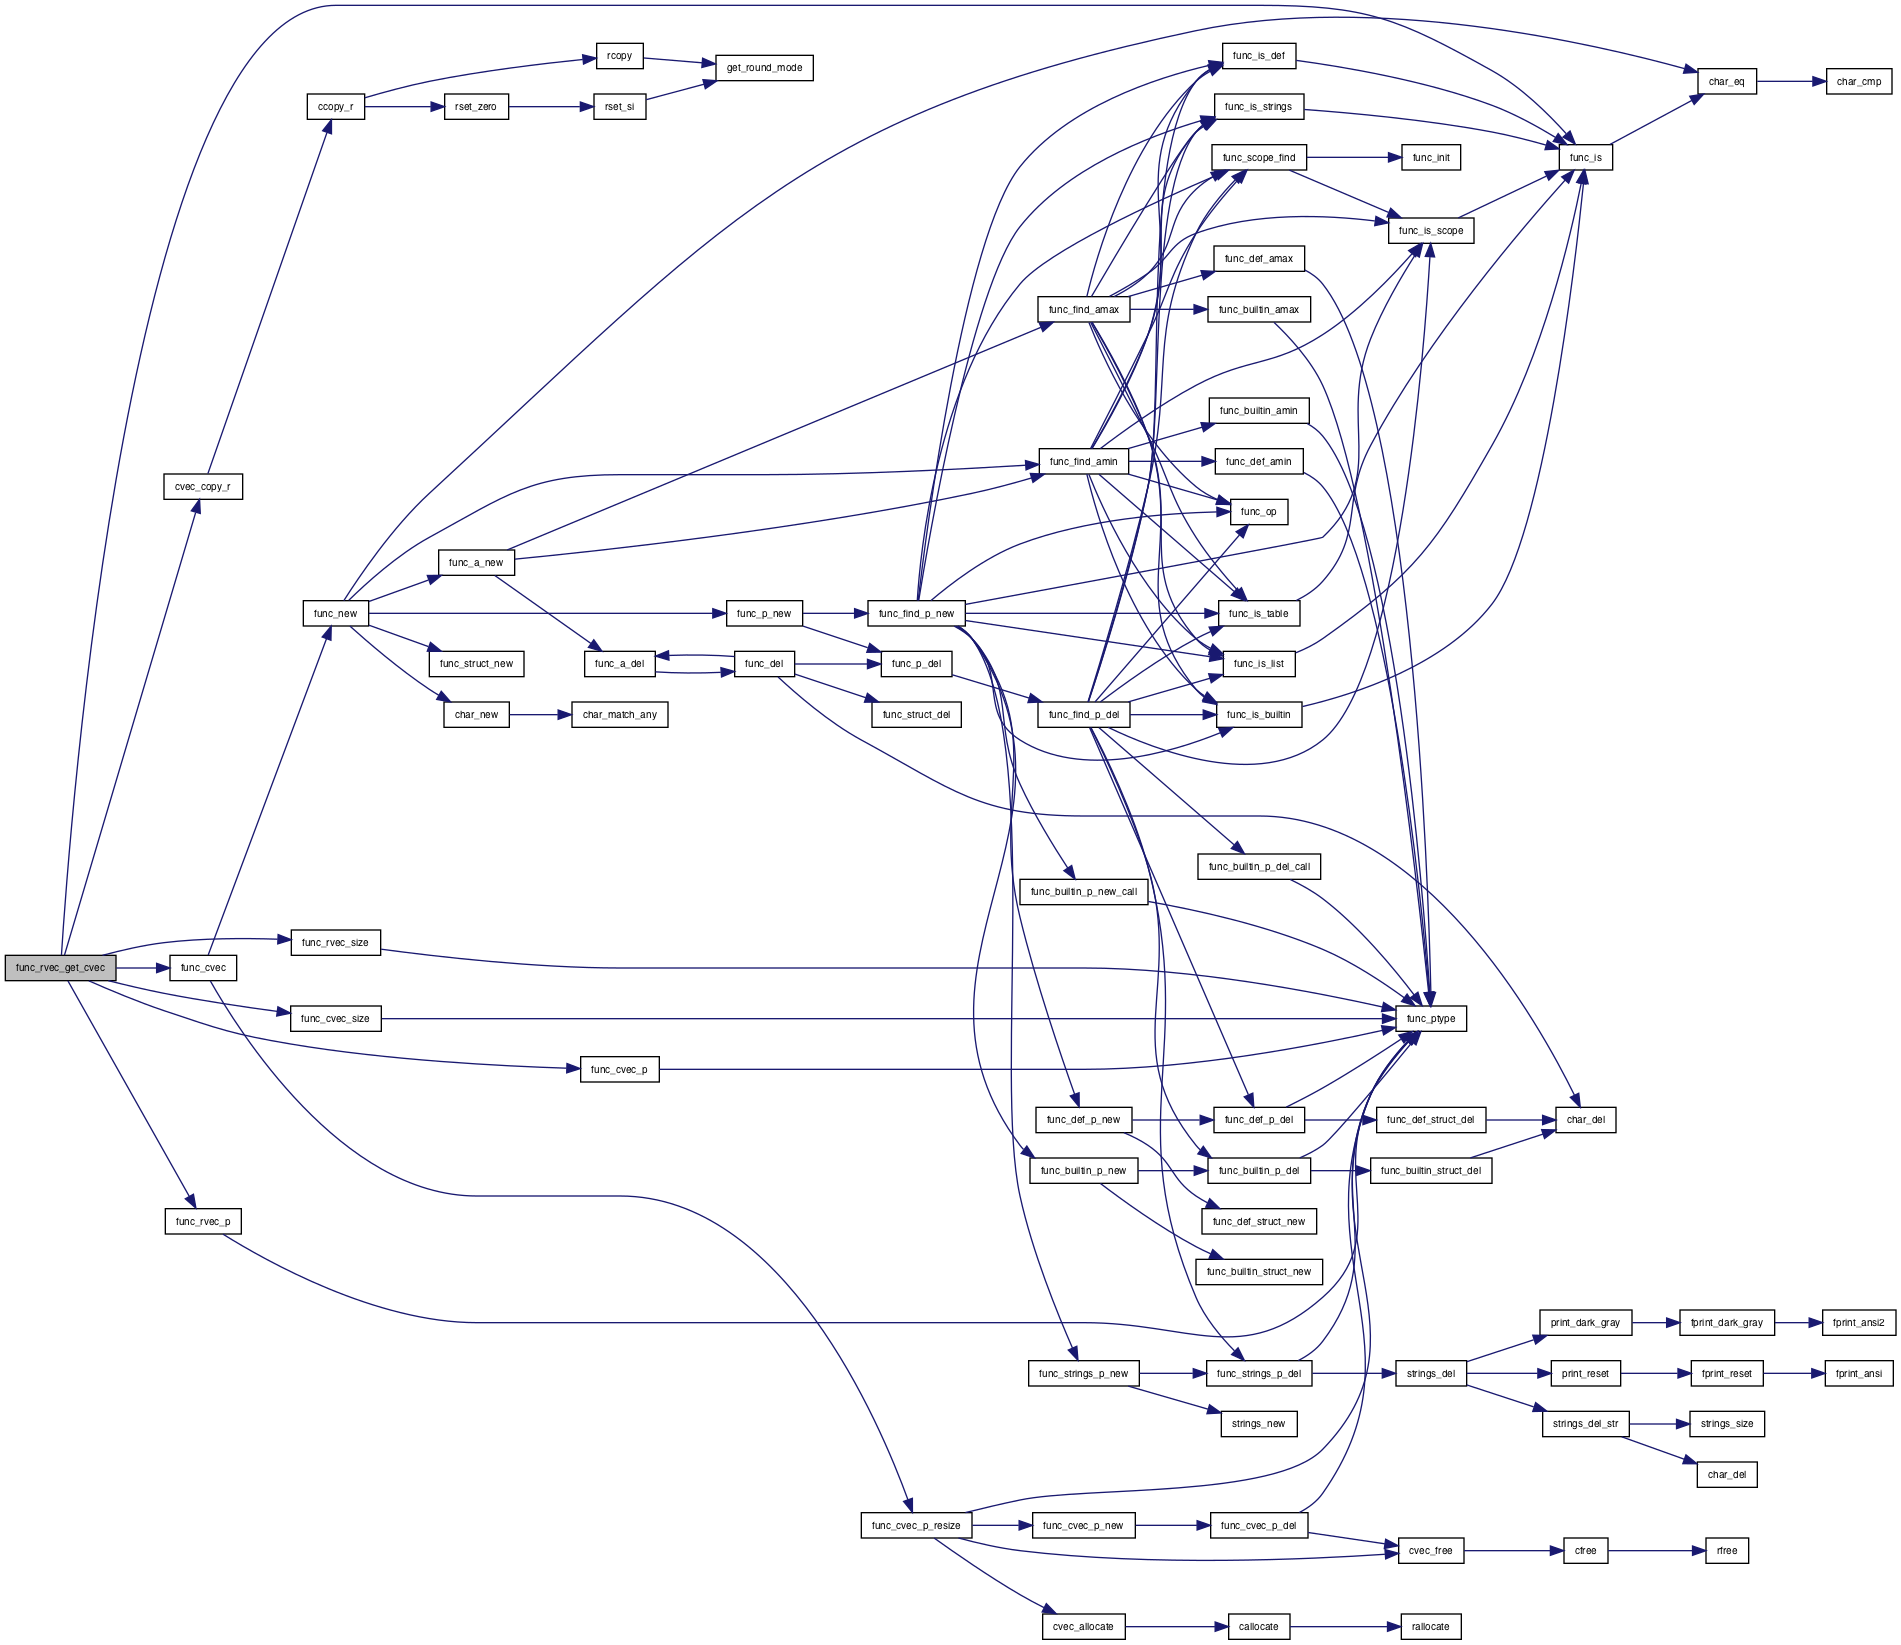 func_is_def
rcopy
get_round_mode
char_eq
char_cmp
ccopy_r
rset_zero
rset_si
func_is_strings
func_scope_find
func_init
func_is
func_is_scope
func_def_amax
func_find_amax
func_builtin_amax
func_builtin_amin
func_find_amin
func_def_amin
cvec_copy_r
func_op
func_a_new
func_new
func_p_new
func_find_p_new
func_is_table
func_struct_new
func_a_del
func_del
func_p_del
func_is_list
char_new
char_match_any
func_struct_del
func_find_p_del
func_is_builtin
func_builtin_p_del_call
func_builtin_p_new_call
func_rvec_size
func_rvec_get_cvec
func_cvec
func_cvec_size
func_ptype
func_cvec_p
func_def_p_new
func_def_p_del
func_def_struct_del
char_del
func_builtin_p_new
func_builtin_p_del
func_builtin_struct_del
func_rvec_p
func_def_struct_new
func_builtin_struct_new
print_dark_gray
fprint_dark_gray
fprint_ansi2
func_strings_p_new
func_strings_p_del
strings_del
print_reset
fprint_reset
fprint_ansi
strings_new
strings_del_str
strings_size
char_del
func_cvec_p_resize
func_cvec_p_new
func_cvec_p_del
cvec_free
cfree
rfree
cvec_allocate
callocate
rallocate